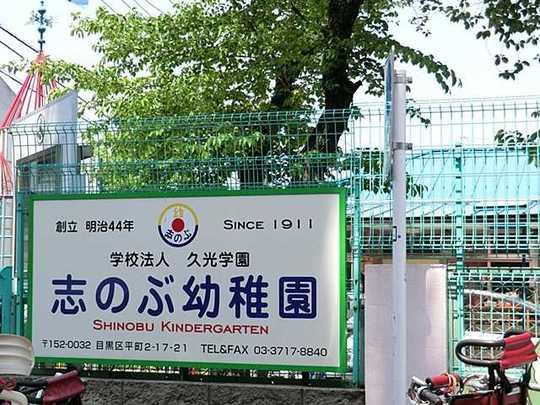 創立 明治44年
幼
志のぶ
SINCE 1911
学校法人 久光学園
志のぶ幼稚園
SHINOBU KINDERGARTEN
〒152-0032 目黒区平町2-17-21 TEL&FAX 03-3717-8840